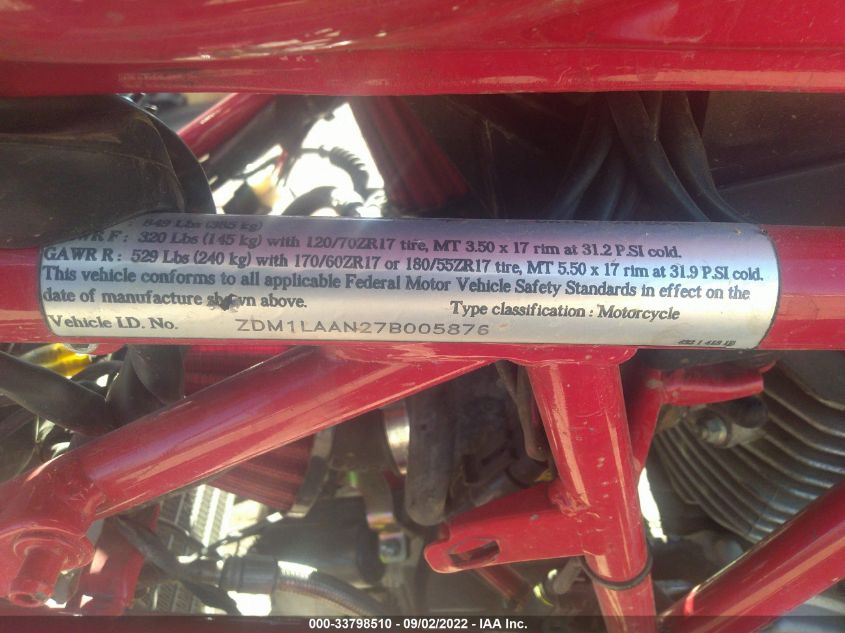 849 Lbs (385 kg)
GAWR F : 320 Lbs (145 kg) with 120/70ZR17 tire, MT 3.50 x 17 rim at 31.2 P.SI cold.
GAWR R : 529 Lbs (240 kg) with 170/60ZR17 or 180/55ZR17 tire, MT 5.50 x 17 rim at 31.9 P.SI cold.
This vehicle conforms to all applicable Federal Motor Vehicle Safety Standards in effect on the
date of manufacture shown above.
Type classification : Motorcycle
Vehicle I.D. No. ZDM1LAAN27B005876
000-33798510 - 09/02/2022 - IAA Inc.